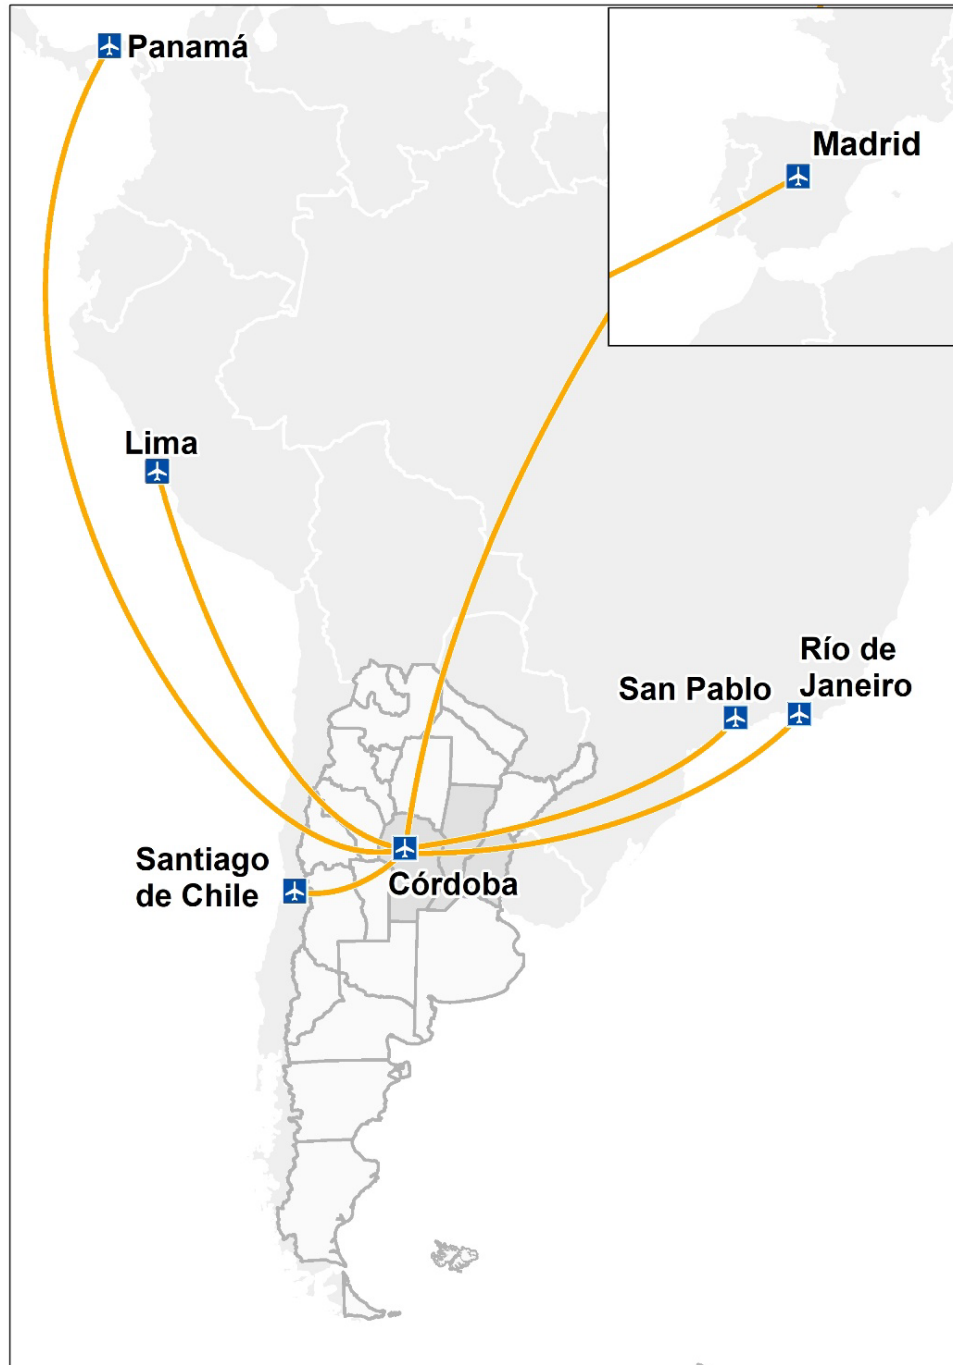 Panamá
Madrid
Lima
Río de
Janeiro
San Pablo
Santiago
de Chile
Córdoba